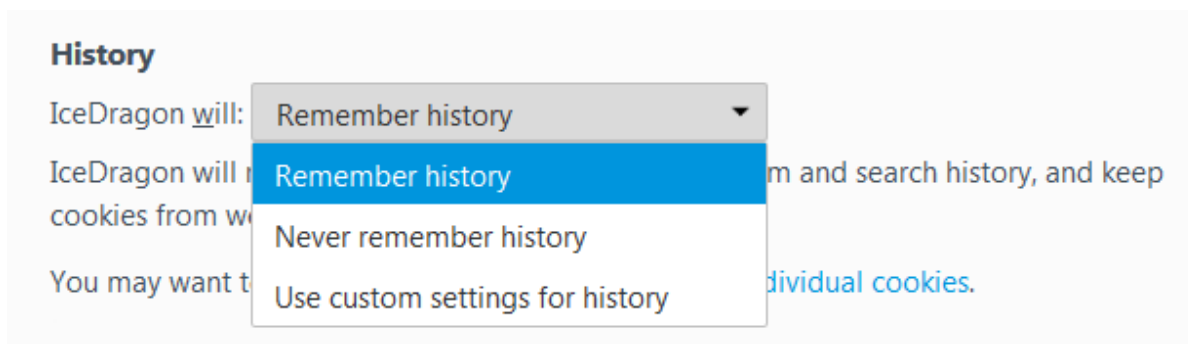 History
IceDragon will: Remember history
Remember history
Never remember history
Use custom settings for history
IceDragon will m and search history, and keep
cookies from
You may want dividual cookies.